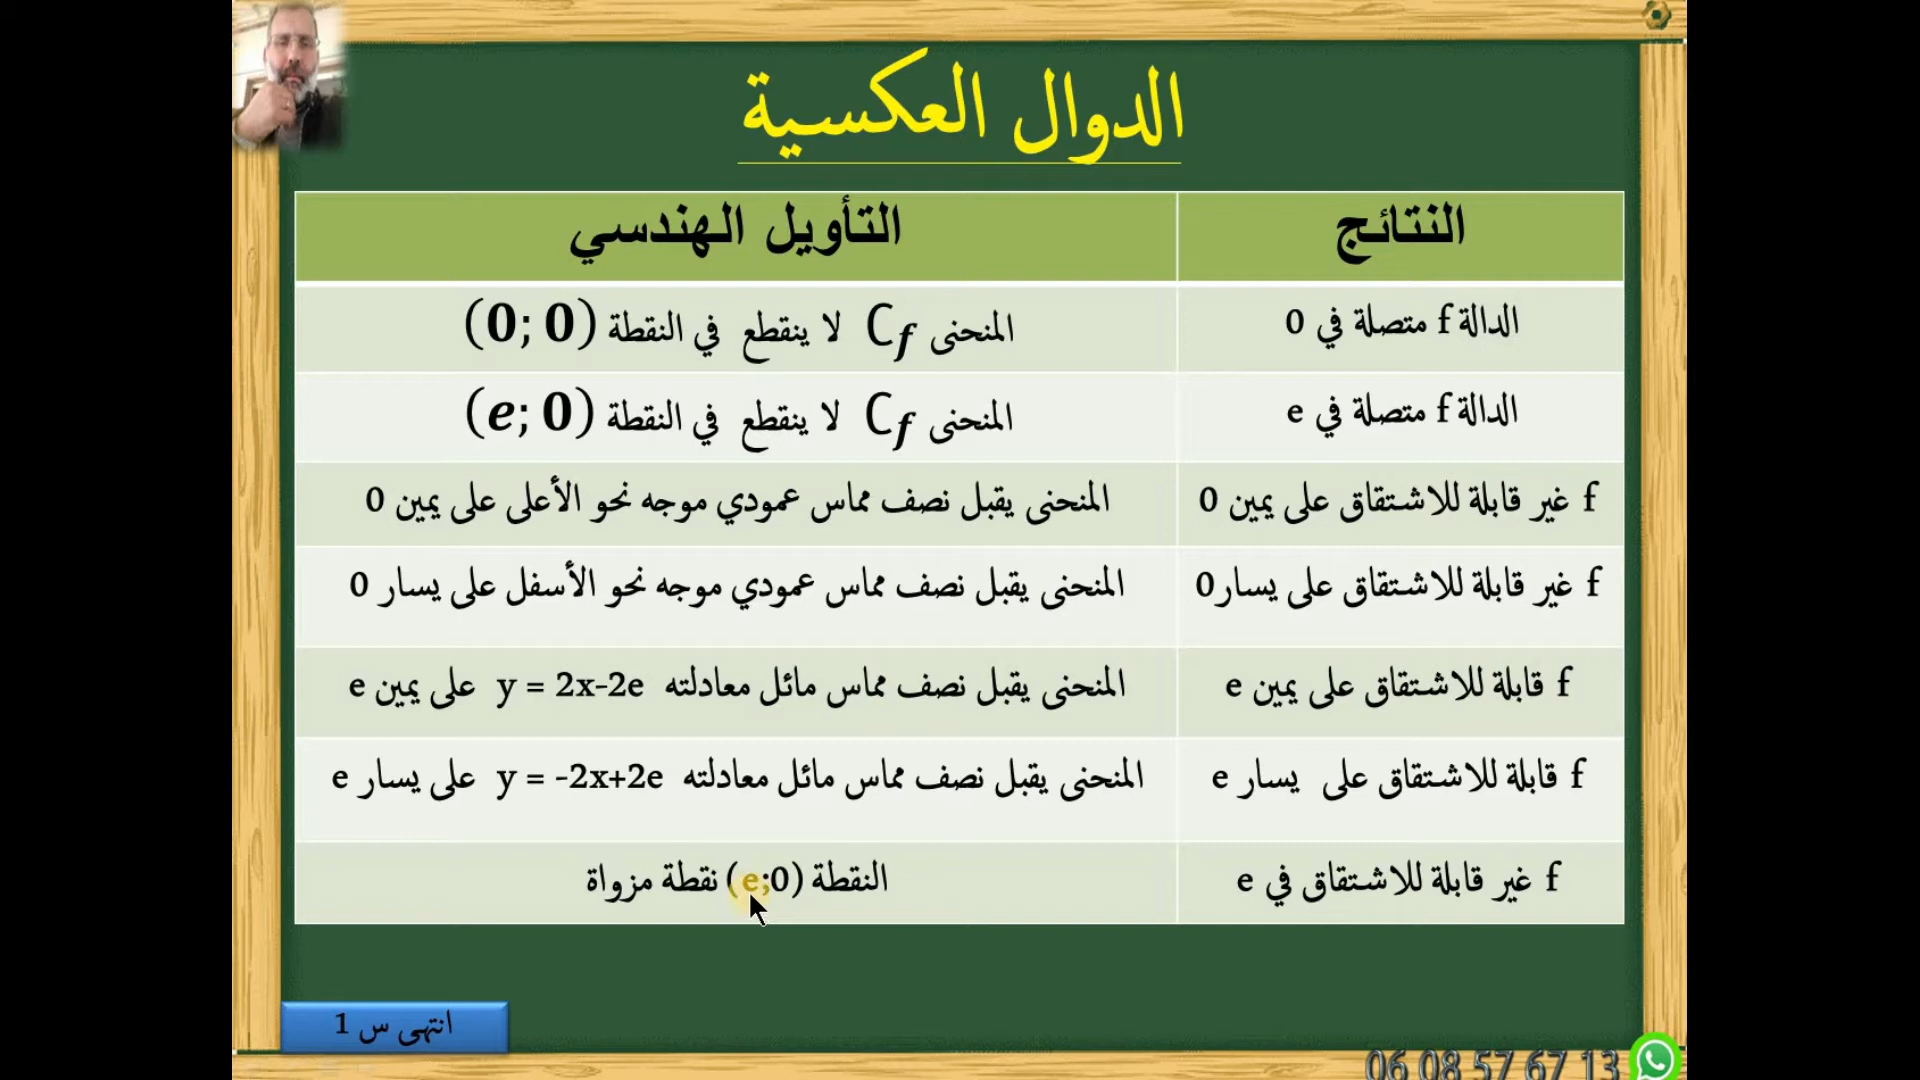 الدوال العكسية
النتائج التأويل الهندسي
الدالة f متصلة في 0 المنحنى Cf لا ينقطع في النقطة (0; 0)
الدالة f متصلة في e المنحنى Cf لا ينقطع في النقطة (e; 0)
f غير قابلة للاشتقاق على يمين 0 المنحنى يقبل نصف مماس عمودي موجه نحو الأعلى على يمين 0
f غير قابلة للاشتقاق على يسار0 المنحنى يقبل نصف مماس عمودي موجه نحو الأسفل على يسار 0
f قابلة للاشتقاق على يمين e المنحنى يقبل نصف مماس مائل معادلته y = 2x-2e على يمين e
f قابلة للاشتقاق على يسار e المنحنى يقبل نصف مماس مائل معادلته y = -2x+2e على يسار e
f غير قابلة للاشتقاق في e النقطة (e;0) نقطة مزواة
انتهى س 1
06 08 57 67 13